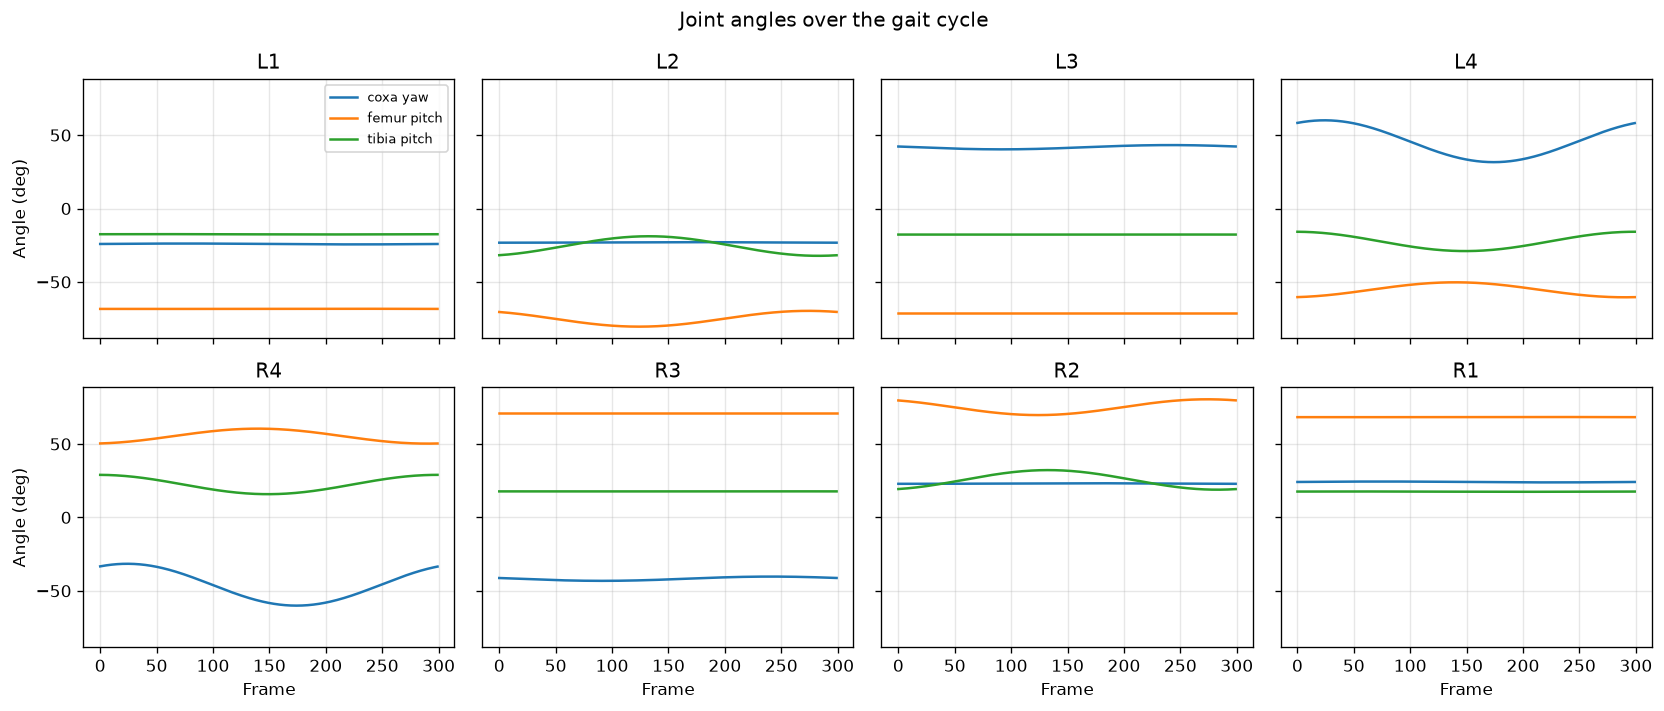 Joint angles over the gait cycle
L1 L2 L3 L4
coxa yaw
femur pitch
tibia pitch
Angle (deg)
50
0
−50
R4 R3 R2 R1
Angle (deg)
50
0
−50
0 50 100 150 200 250 300 0 50 100 150 200 250 300 0 50 100 150 200 250 300 0 50 100 150 200 250 300
Frame Frame Frame Frame